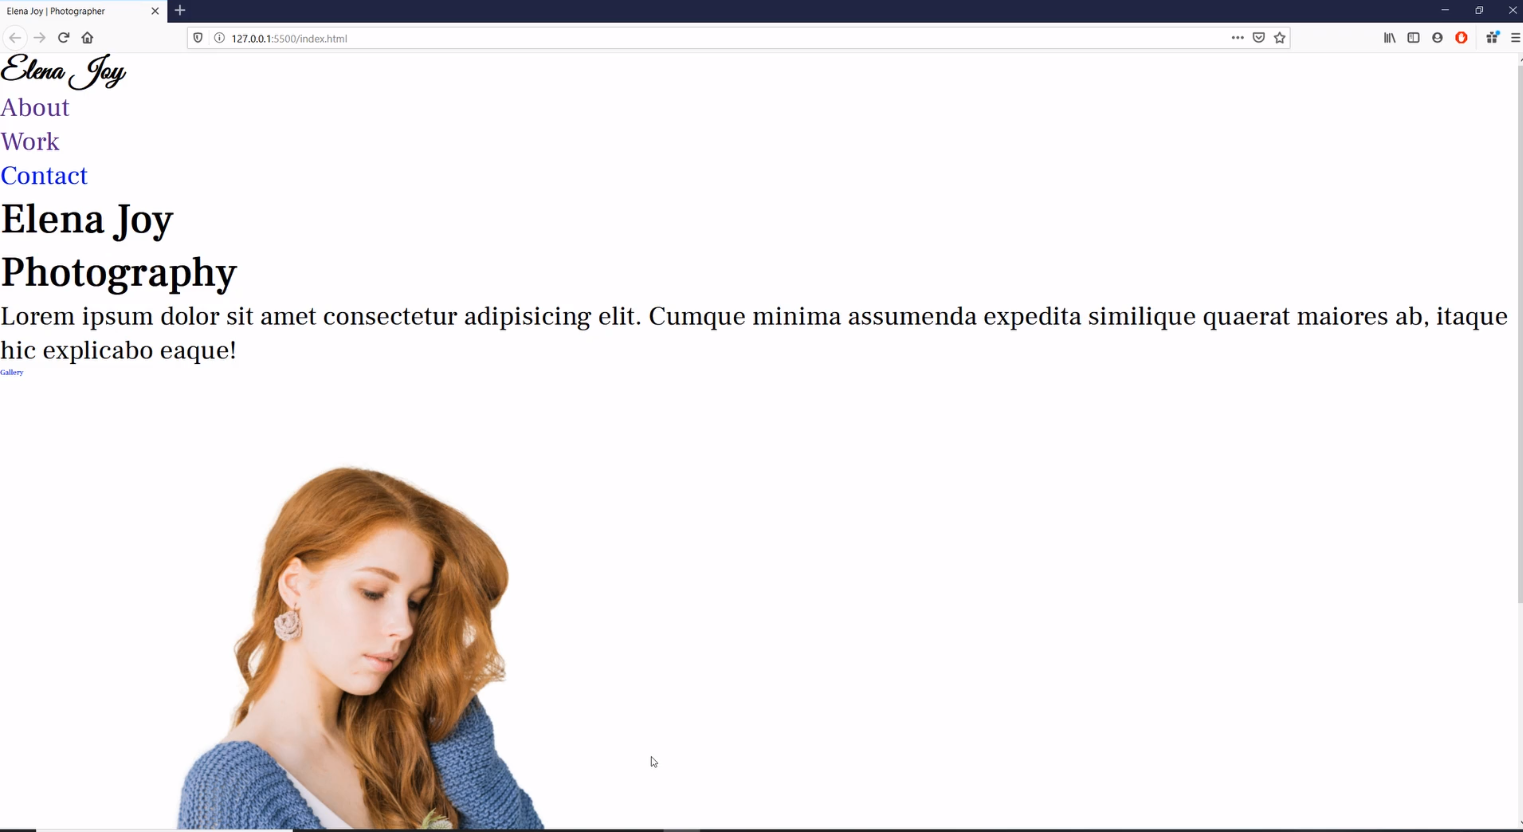 Elena Joy | Photographer
127.0.0.1:5500/index.html
Elena Joy
About
Work
Contact
Elena Joy
Photography
Lorem ipsum dolor sit amet consectetur adipisicing elit. Cumque minima assumenda expedita similique quaerat maiores ab, itaque
hic explicabo eaque!
Gallery